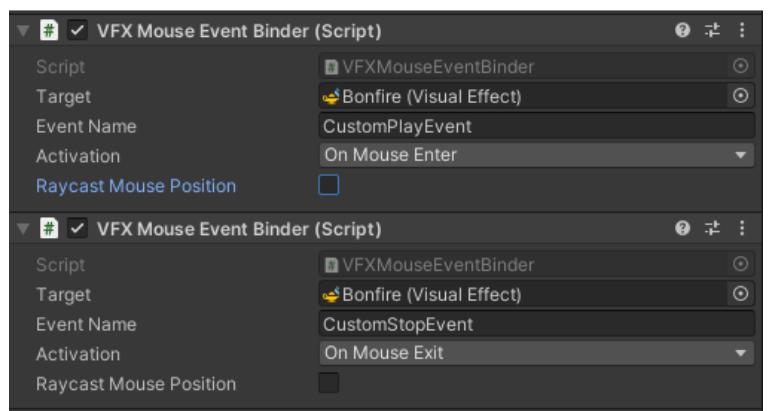 VFX Mouse Event Binder (Script)
Script VFXMouseEventBinder
Target Bonfire (Visual Effect)
Event Name CustomPlayEvent
Activation On Mouse Enter
Raycast Mouse Position
VFX Mouse Event Binder (Script)
Script VFXMouseEventBinder
Target Bonfire (Visual Effect)
Event Name CustomStopEvent
Activation On Mouse Exit
Raycast Mouse Position